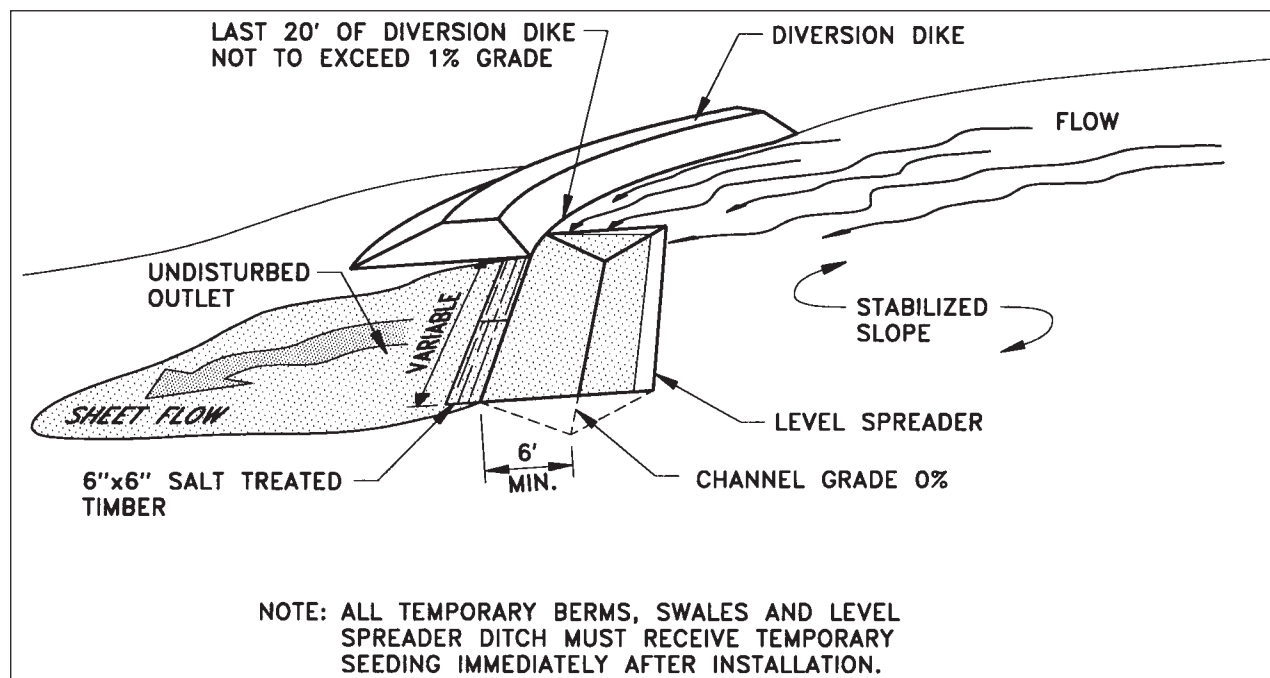 LAST 20' OF DIVERSION DIKE
NOT TO EXCEED 1% GRADE
DIVERSION DIKE
FLOW
UNDISTURBED
OUTLET
VARIABLE
STABILIZED
SLOPE
SHEET FLOW
LEVEL SPREADER
6"x6" SALT TREATED
TIMBER
6'
MIN.
CHANNEL GRADE 0%
NOTE: ALL TEMPORARY BERMS, SWALES AND LEVEL
SPREADER DITCH MUST RECEIVE TEMPORARY
SEEDING IMMEDIATELY AFTER INSTALLATION.